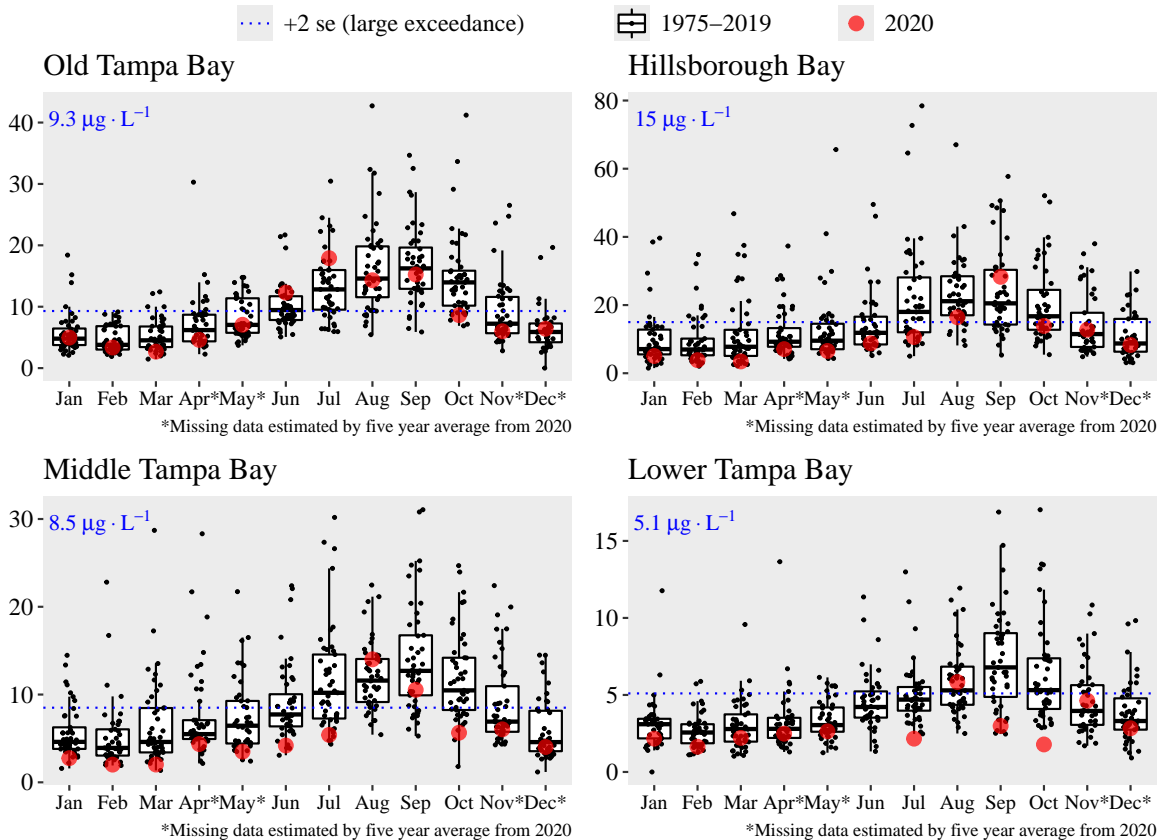 +2 se (large exceedance) 1975−2019 2020
Old Tampa Bay
9.3 μg ⋅ L−1
40
30
20
10
0
Jan Feb Mar Apr* May* Jun Jul Aug Sep Oct Nov* Dec*
*Missing data estimated by five year average from 2020
Hillsborough Bay
15 μg ⋅ L−1
80
60
40
20
0
Jan Feb Mar Apr* May* Jun Jul Aug Sep Oct Nov* Dec*
*Missing data estimated by five year average from 2020
Middle Tampa Bay
8.5 μg ⋅ L−1
30
20
10
0
Jan Feb Mar Apr* May* Jun Jul Aug Sep Oct Nov* Dec*
*Missing data estimated by five year average from 2020
Lower Tampa Bay
5.1 μg ⋅ L−1
15
10
5
0
Jan Feb Mar Apr* May* Jun Jul Aug Sep Oct Nov* Dec*
*Missing data estimated by five year average from 2020